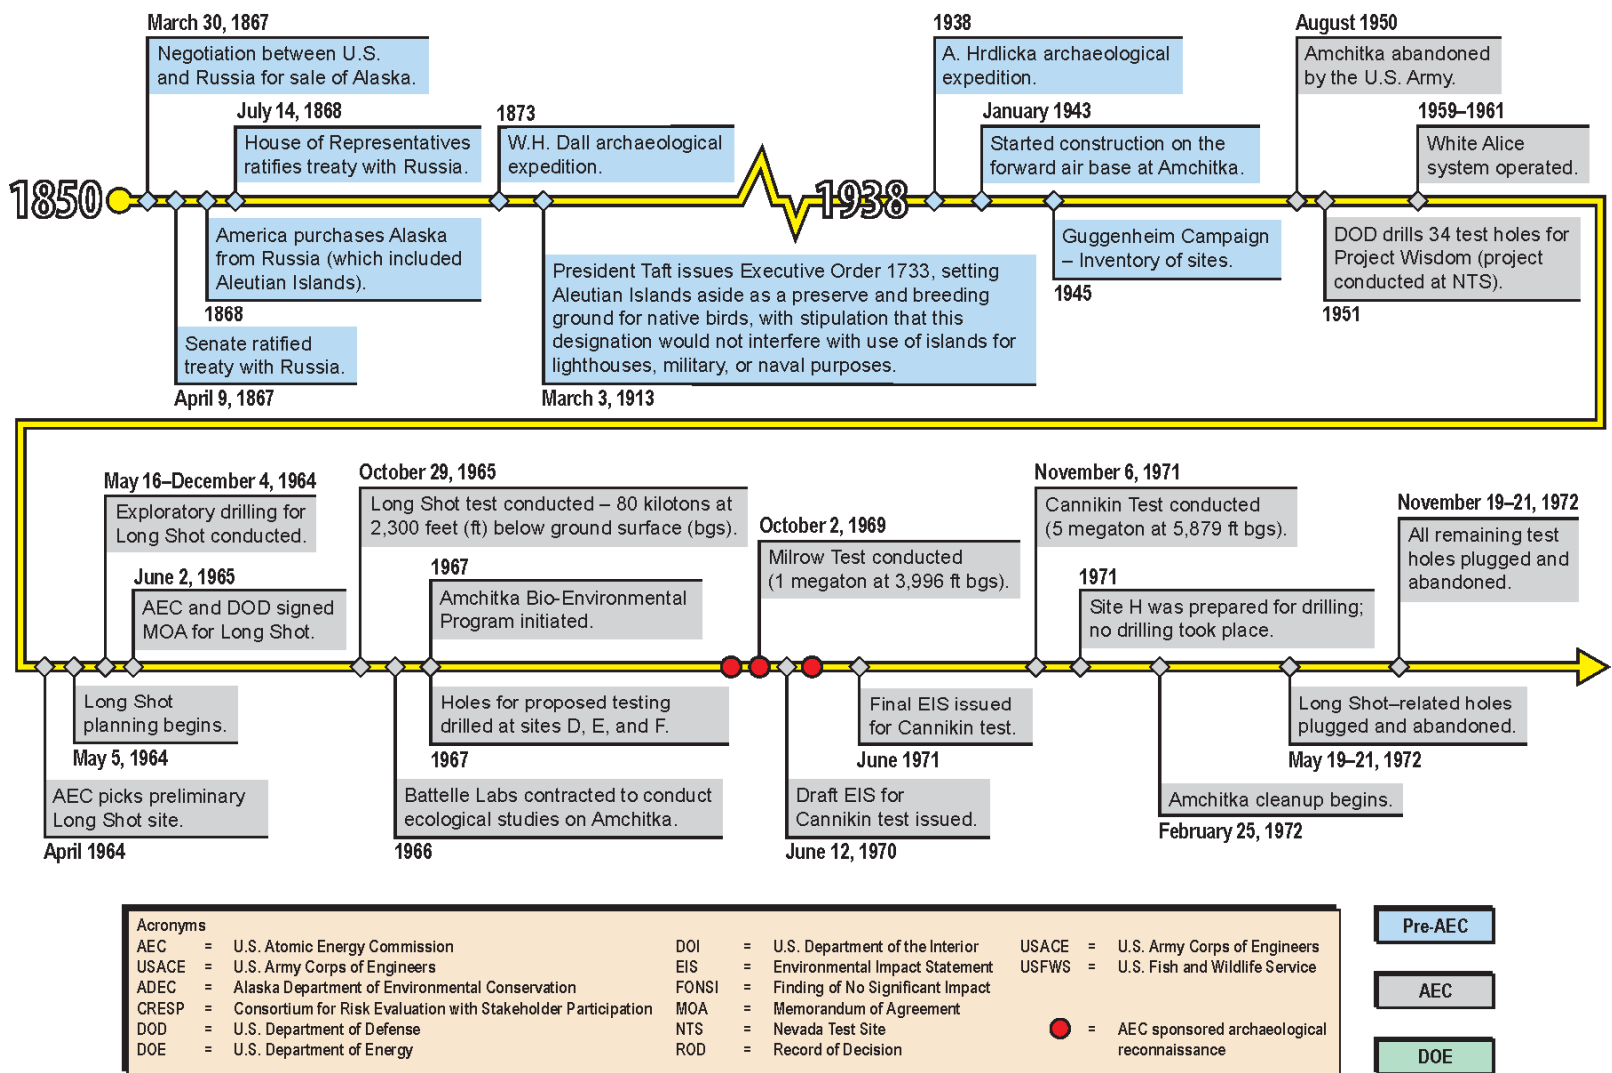 March 30, 1867
Negotiation between U.S.
and Russia for sale of Alaska.
July 14, 1868
House of Representatives
ratifies treaty with Russia.
1873
W.H. Dall archaeological
expedition.
1938
A. Hrdlicka archaeological
expedition.
January 1943
Started construction on the
forward air base at Amchitka.
August 1950
Amchitka abandoned
by the U.S. Army.
1959–1961
White Alice
system operated.
1850
1938
America purchases Alaska
from Russia (which included
Aleutian Islands).
1868
Senate ratified
treaty with Russia.
April 9, 1867
President Taft issues Executive Order 1733, setting
Aleutian Islands aside as a preserve and breeding
ground for native birds, with stipulation that this
designation would not interfere with use of islands for
lighthouses, military, or naval purposes.
March 3, 1913
Guggenheim Campaign
– Inventory of sites.
1945
DOD drills 34 test holes for
Project Wisdom (project
conducted at NTS).
1951
May 16–December 4, 1964
Exploratory drilling for
Long Shot conducted.
June 2, 1965
AEC and DOD signed
MOA for Long Shot.
October 29, 1965
Long Shot test conducted – 80 kilotons at
2,300 feet (ft) below ground surface (bgs).
1967
Amchitka Bio-Environmental
Program initiated.
October 2, 1969
Milrow Test conducted
(1 megaton at 3,996 ft bgs).
November 6, 1971
Cannikin Test conducted
(5 megaton at 5,879 ft bgs).
1971
Site H was prepared for drilling;
no drilling took place.
November 19–21, 1972
All remaining test
holes plugged and
abandoned.
Long Shot
planning begins.
May 5, 1964
AEC picks preliminary
Long Shot site.
April 1964
Holes for proposed testing
drilled at sites D, E, and F.
1967
Battelle Labs contracted to conduct
ecological studies on Amchitka.
1966
Final EIS issued
for Cannikin test.
June 1971
Draft EIS for
Cannikin test issued.
June 12, 1970
Long Shot–related holes
plugged and abandoned.
May 19–21, 1972
Amchitka cleanup begins.
February 25, 1972
Acronyms
AEC = U.S. Atomic Energy Commission
USACE = U.S. Army Corps of Engineers
ADEC = Alaska Department of Environmental Conservation
CRESP = Consortium for Risk Evaluation with Stakeholder Participation
DOD = U.S. Department of Defense
DOE = U.S. Department of Energy
DOI = U.S. Department of the Interior
EIS = Environmental Impact Statement
FONSI = Finding of No Significant Impact
MOA = Memorandum of Agreement
NTS = Nevada Test Site
ROD = Record of Decision
USACE = U.S. Army Corps of Engineers
USFWS = U.S. Fish and Wildlife Service
= AEC sponsored archaeological
reconnaissance
Pre-AEC
AEC
DOE